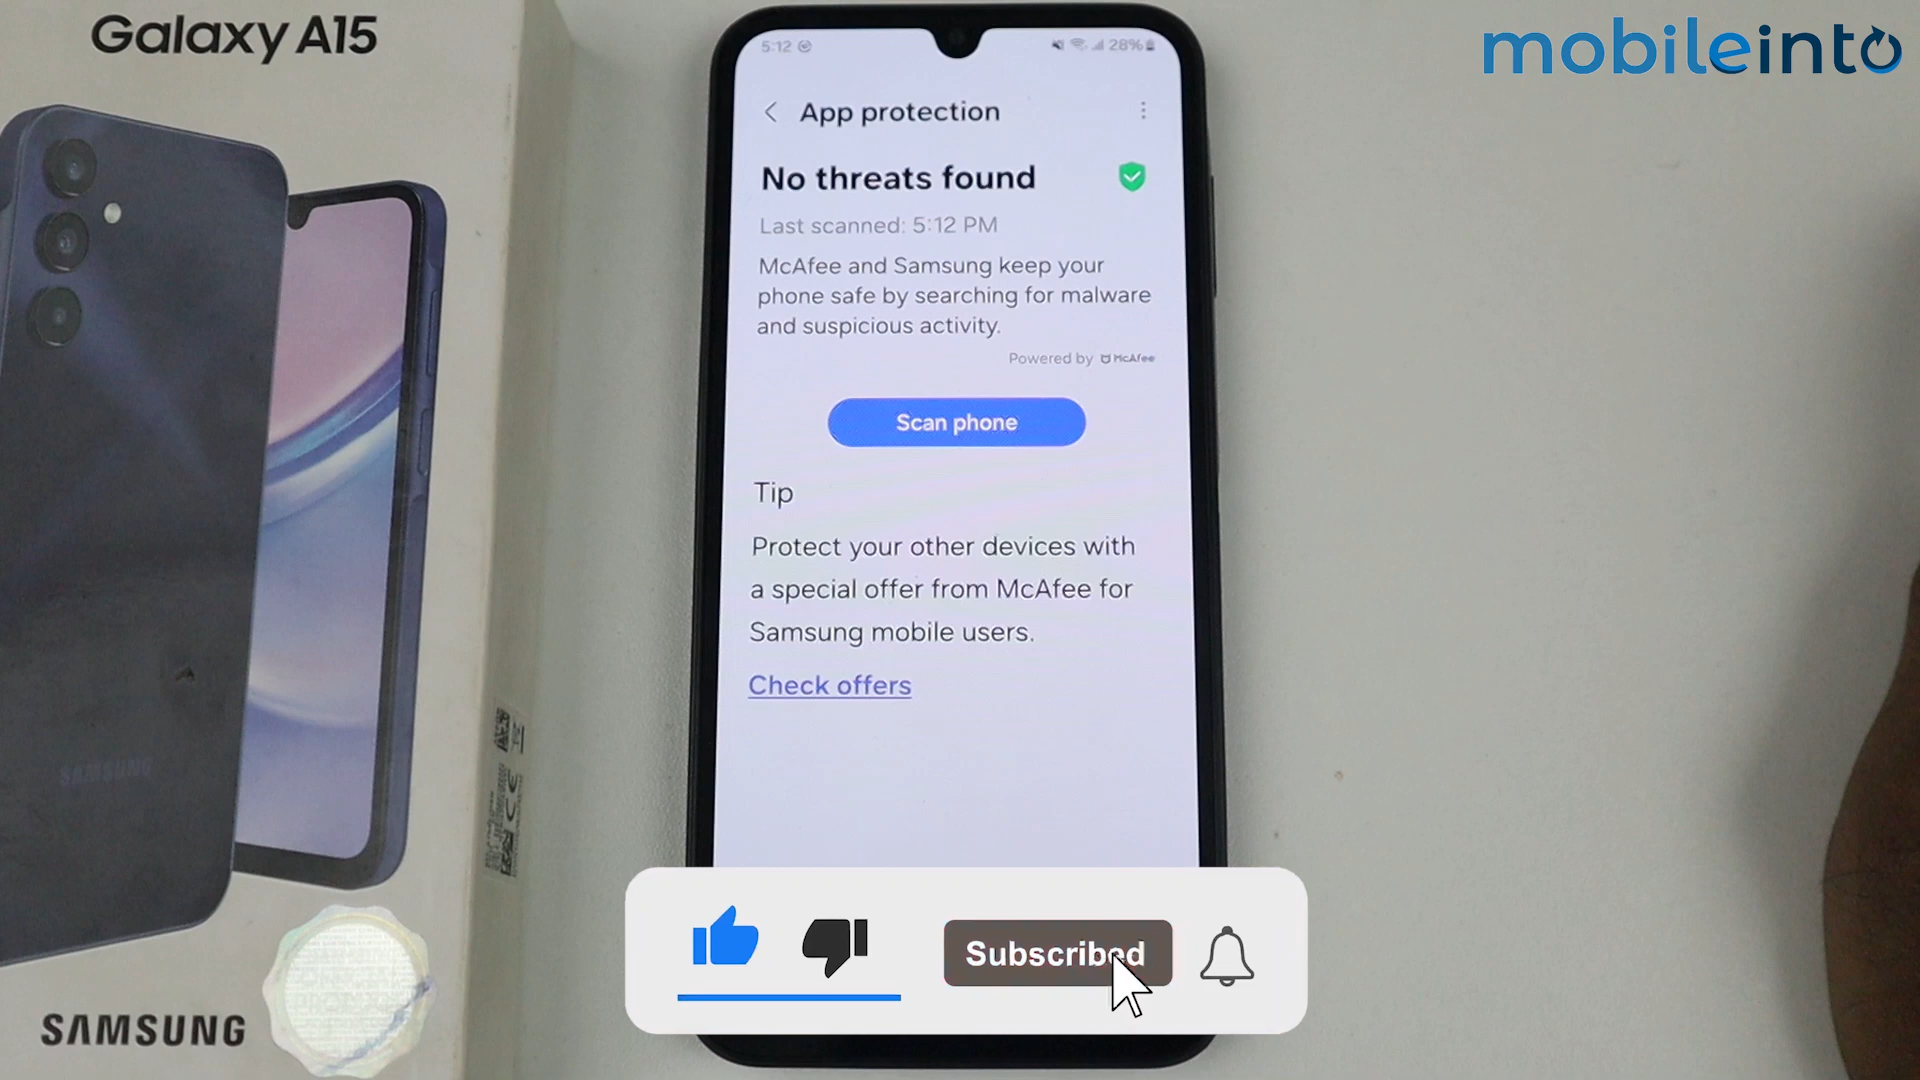 Galaxy A15
SAMSUNG
SAMSUNG
mobileinto
5:12
28%
App protection
No threats found
Last scanned: 5:12 PM
McAfee and Samsung keep your
phone safe by searching for malware
and suspicious activity.
Powered by McAfee
Scan phone
Tip
Protect your other devices with
a special offer from McAfee for
Samsung mobile users.
Check offers
Subscribed